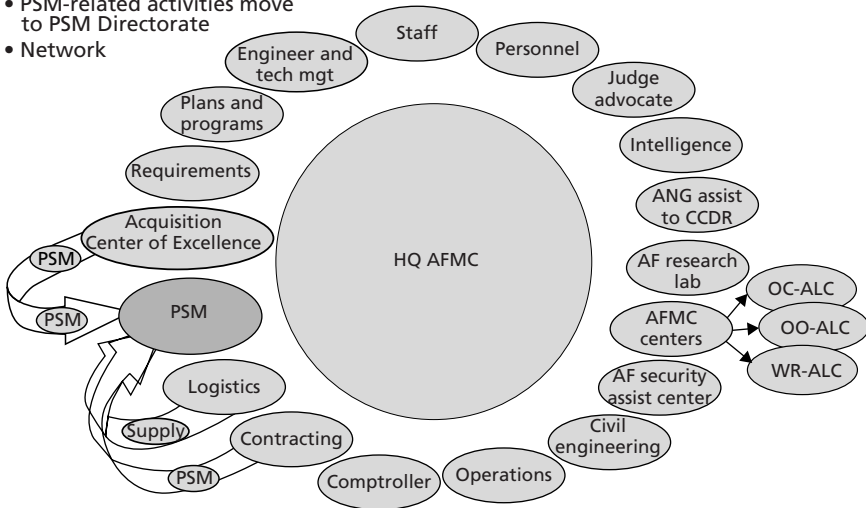 • PSM-related activities move
to PSM Directorate
• Network
Staff
Personnel
Engineer and
tech mgt
Judge
advocate
Plans and
programs
Intelligence
Requirements
ANG assist
to CCDR
Acquisition
Center of Excellence
PSM
HQ AFMC
AF research
lab
OC-ALC
PSM
PSM
AFMC
centers
OO-ALC
WR-ALC
Logistics
AF security
assist center
Supply
Contracting
Civil
engineering
PSM
Comptroller
Operations